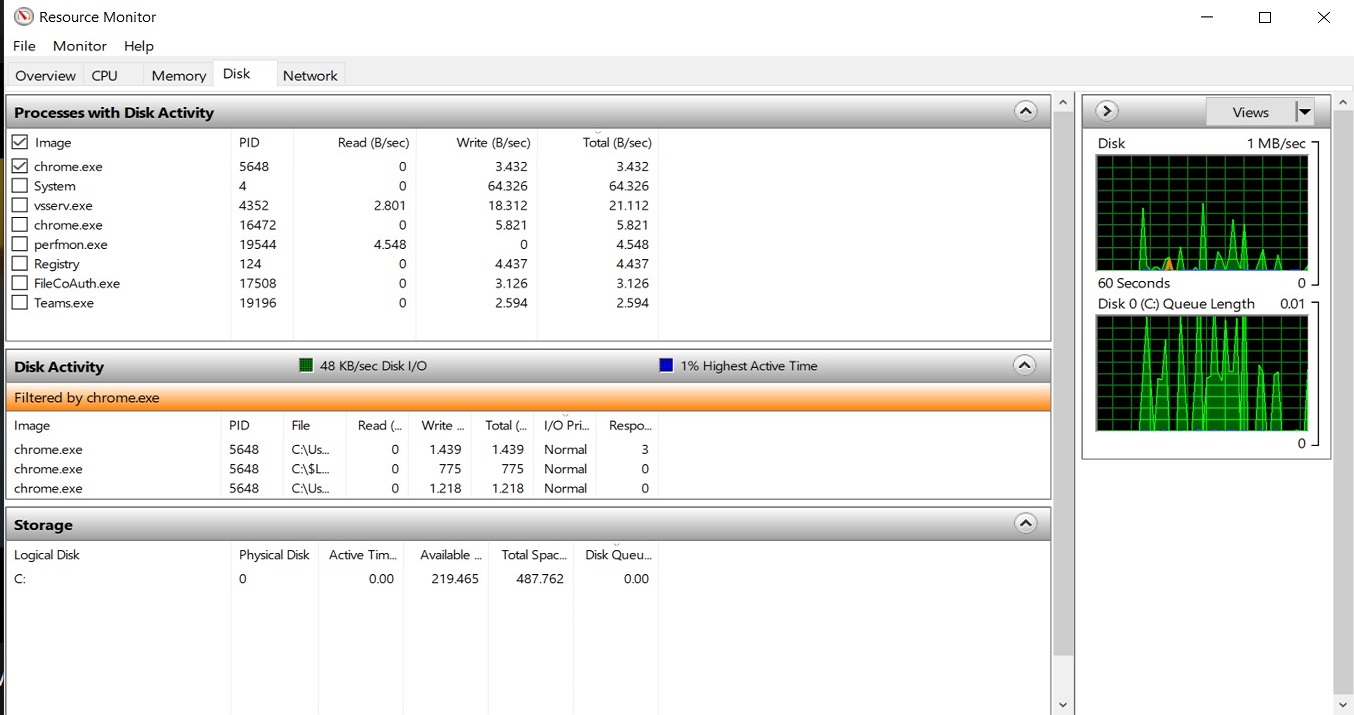 Resource Monitor
File Monitor Help
Overview CPU Memory Disk Network
Processes with Disk Activity
Image PID Read (B/sec) Write (B/sec) Total (B/sec)
chrome.exe 5648 0 3.432 3.432
System 4 0 64.326 64.326
vsserv.exe 4352 2.801 18.312 21.112
chrome.exe 16472 0 5.821 5.821
perfmon.exe 19544 4.548 0 4.548
Registry 124 0 4.437 4.437
FileCoAuth.exe 17508 0 3.126 3.126
Teams.exe 19196 0 2.594 2.594
Disk Activity 48 KB/sec Disk I/O 1% Highest Active Time
Filtered by chrome.exe
Image PID File Read (... Write ... Total (... I/O Pri... Respo...
chrome.exe 5648 C:\Us... 0 1.439 1.439 Normal 3
chrome.exe 5648 C:\$L... 0 775 775 Normal 0
chrome.exe 5648 C:\Us... 0 1.218 1.218 Normal 0
Storage
Logical Disk Physical Disk Active Tim... Available ... Total Spac... Disk Queu...
C: 0 0.00 219.465 487.762 0.00
Views
Disk 1 MB/sec
60 Seconds 0
Disk 0 (C:) Queue Length 0.01
0